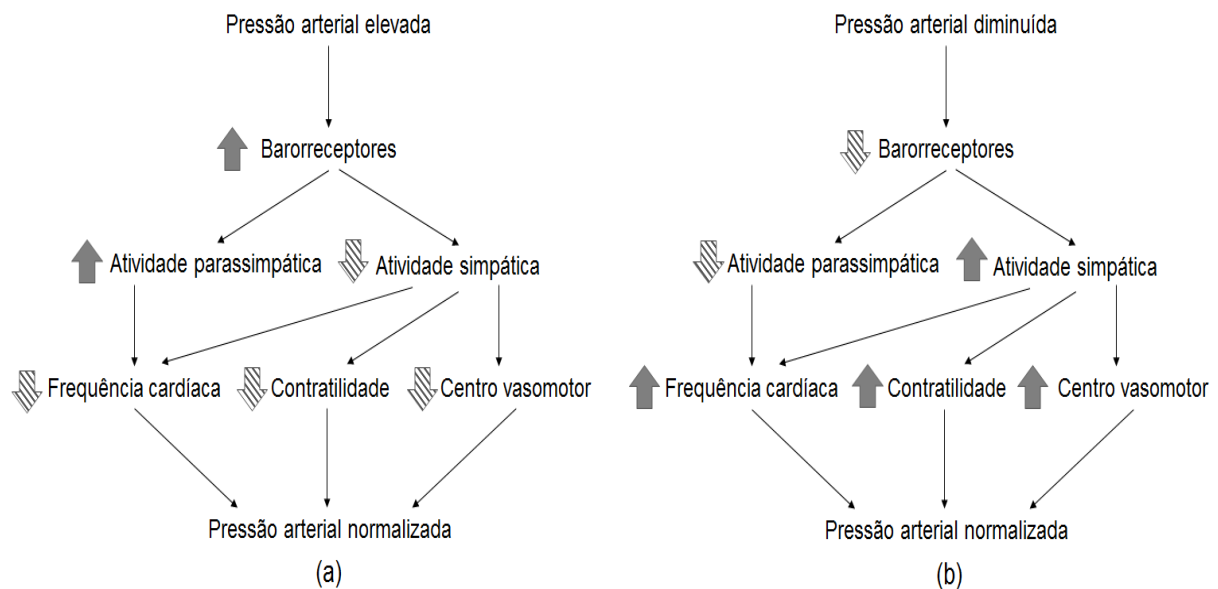 Pressão arterial elevada
Barorreceptores
Atividade parassimpática
Atividade simpática
Frequência cardíaca
Contratilidade
Centro vasomotor
Pressão arterial normalizada
(a)
Pressão arterial diminuída
Barorreceptores
Atividade parassimpática
Atividade simpática
Frequência cardíaca
Contratilidade
Centro vasomotor
Pressão arterial normalizada
(b)